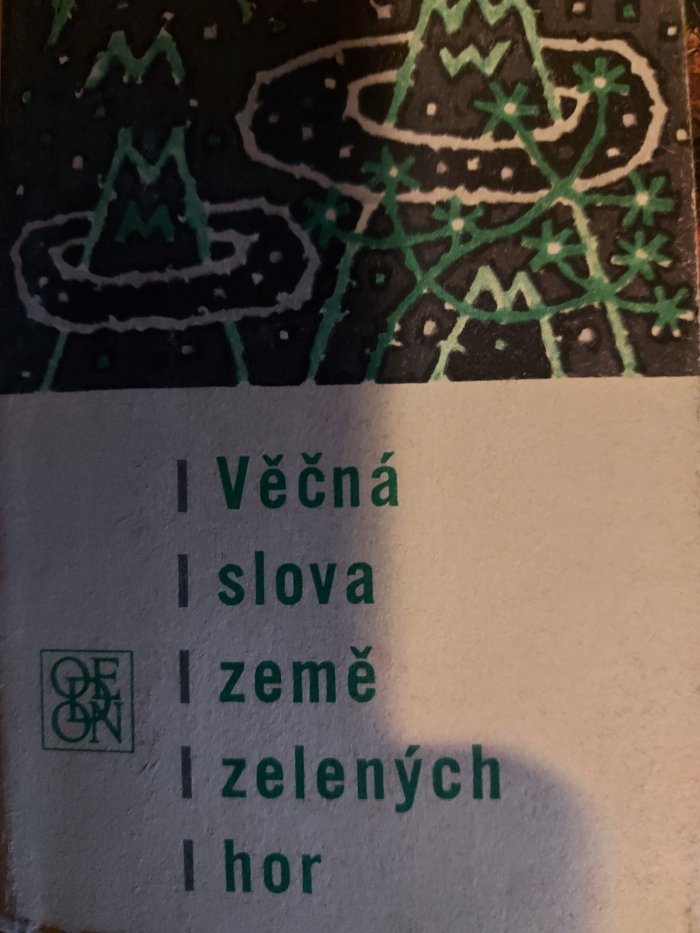 Věčná
slova
země
zelených
hor
ODEON